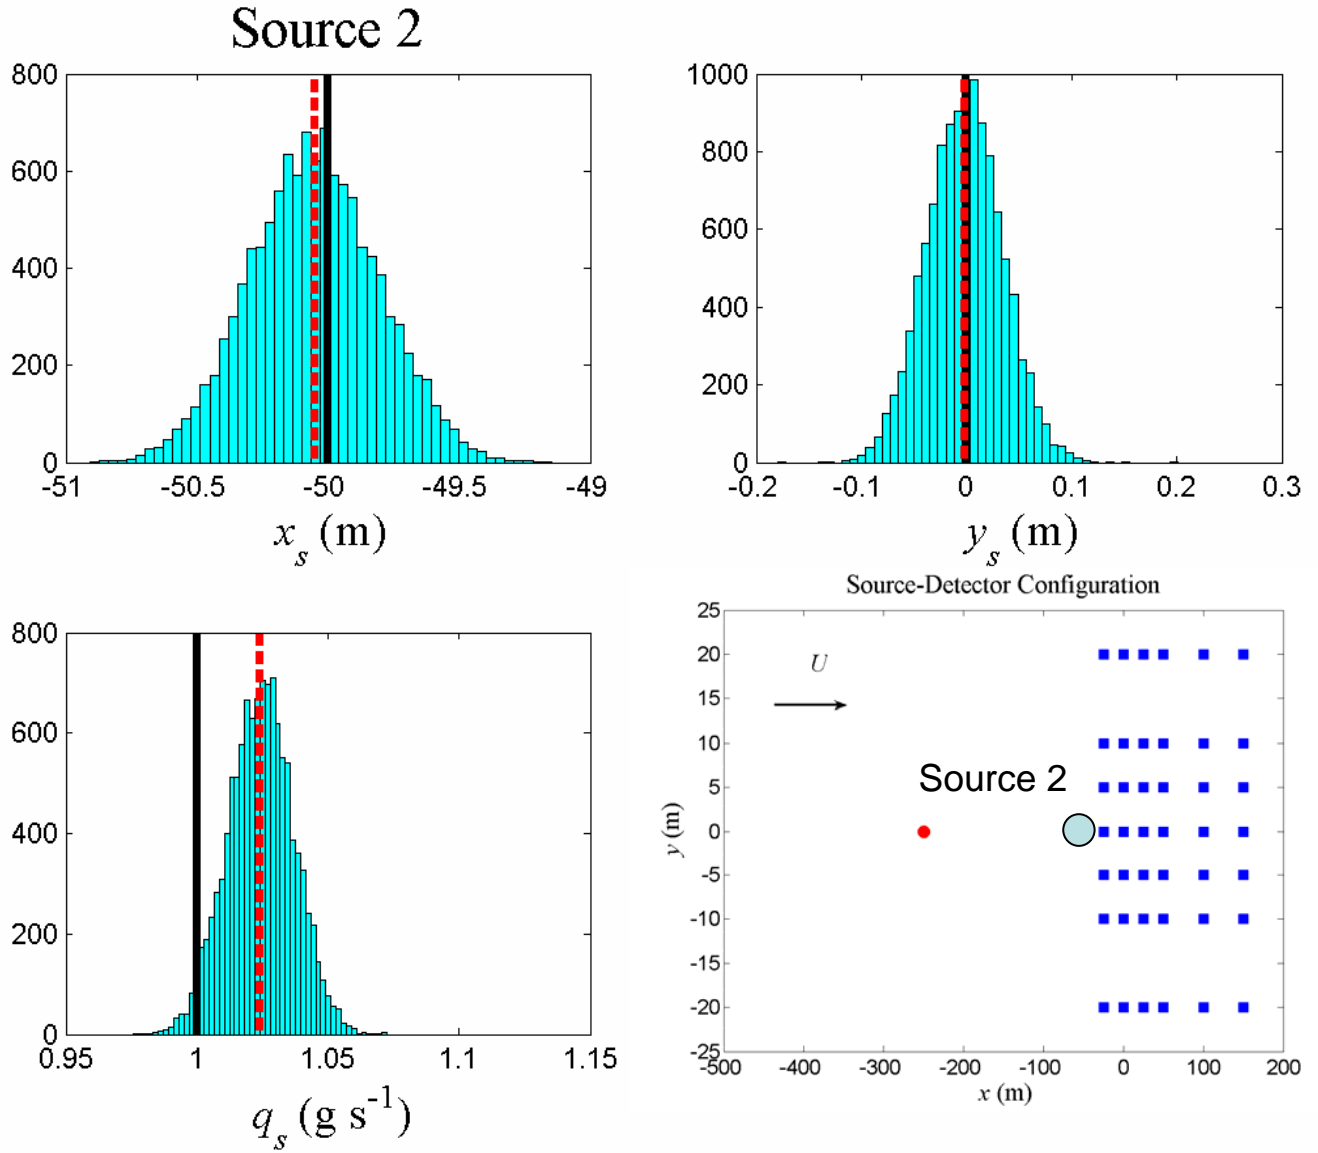 Source 2
800
600
400
200
0
-51 -50.5 -50 -49.5 -49
x_s (m)
1000
800
600
400
200
0
-0.2 -0.1 0 0.1 0.2 0.3
y_s (m)
800
600
400
200
0
0.95 1 1.05 1.1 1.15
q_s (g s^-1)
Source-Detector Configuration
25
20
15
10
5
0
-5
-10
-15
-20
-25
U
Source 2
y (m)
-500 -400 -300 -200 -100 0 100 200
x (m)